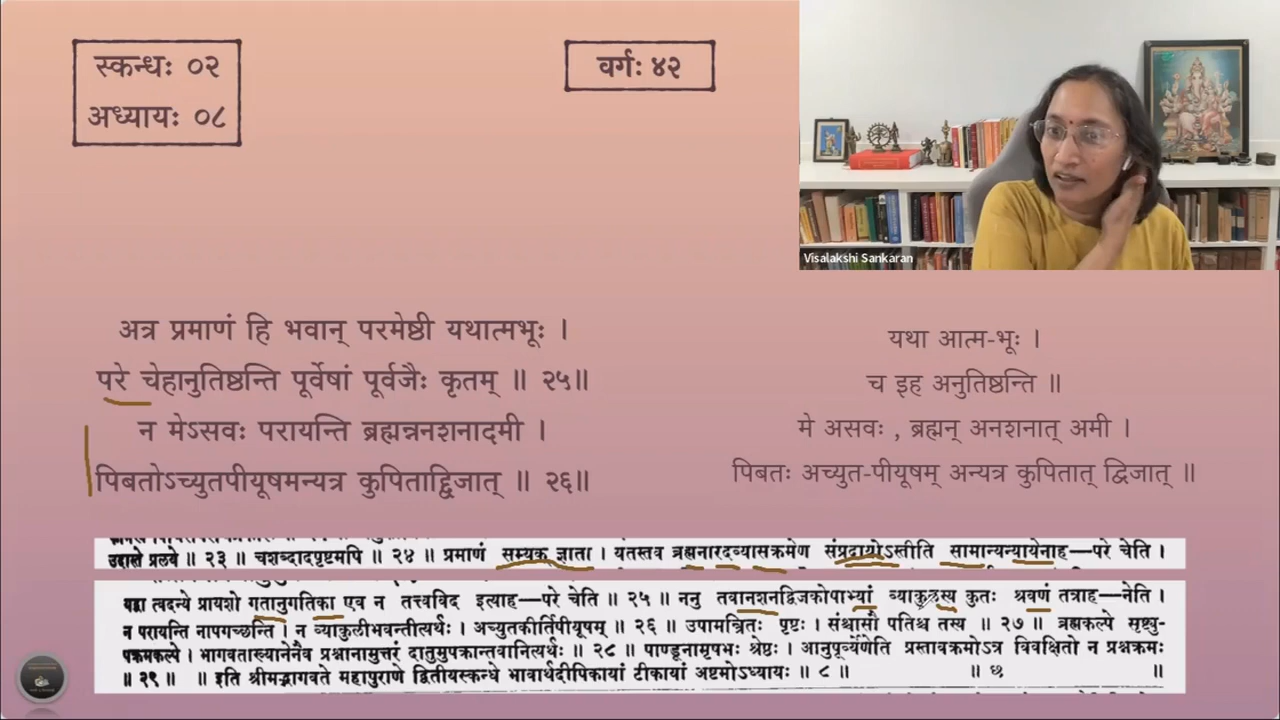 स्कन्धः ०२
अध्यायः ०८
वर्गः ४२
Visalakshi Sankaran
अत्र प्रमाणं हि भवान् परमेष्ठी यथात्मभूः ।
परे चेहानुतिष्ठन्ति पूर्वेषां पूर्वजैः कृतम् ॥ २५॥
न मेऽसवः परायन्ति ब्रह्मन्ननशनादमी ।
पिबतोऽच्युतपीयूषमन्यत्र कुपिताद्द्विजात् ॥ २६॥
यथा आत्म-भूः ।
च इह अनुतिष्ठन्ति ॥
मे असवः , ब्रह्मन् अनशनात् अमी ।
पिबतः अच्युत-पीयूषम् अन्यत्र कुपितात् द्विजात् ॥
उदास्ते प्रलये ॥ २३ ॥ चशब्दादपृष्टमपि ॥ २४ ॥ प्रमाणं सम्यक् ज्ञाता । यतस्तव ब्रह्मनारदव्यासक्रमेण संप्रदायोऽस्तीति सामान्यन्यायेनाह—परे चेति ।
यद्वा त्वदन्ये प्रायशो गतानुगतिका एव न तत्त्वविद इत्याह—परे चेति ॥ २५ ॥ ननु तवानशनद्विजकोपाभ्यां व्याकुलस्य कुतः श्रवणं तत्राह—नेति ।
न परायन्ति नापगच्छन्ति । न व्याकुलीभवन्तीत्यर्थः । अच्युतकीर्तिपीयूषम् ॥ २६ ॥ उपामन्त्रितः पृष्टः । संश्चासौ पतिश्च तस्य ॥ २७ ॥ ब्रह्मकल्पे सृष्ट्यु-
पक्रमकल्पे । भागवताख्यानेनैव प्रश्नानामुत्तरं दातुमुपक्रान्तवानित्यर्थः ॥ २८ ॥ पाण्डूनामृषभः श्रेष्ठः । आनुपूर्व्येणेति प्रस्तावक्रमोऽत्र विवक्षितो न प्रश्नक्रमः
॥ २९ ॥ ॥ इति श्रीमद्भागवते महापुराणे द्वितीयस्कन्धे भावार्थदीपिकायां टीकायां अष्टमोऽध्यायः ॥ ८ ॥ ॥ छ ॥